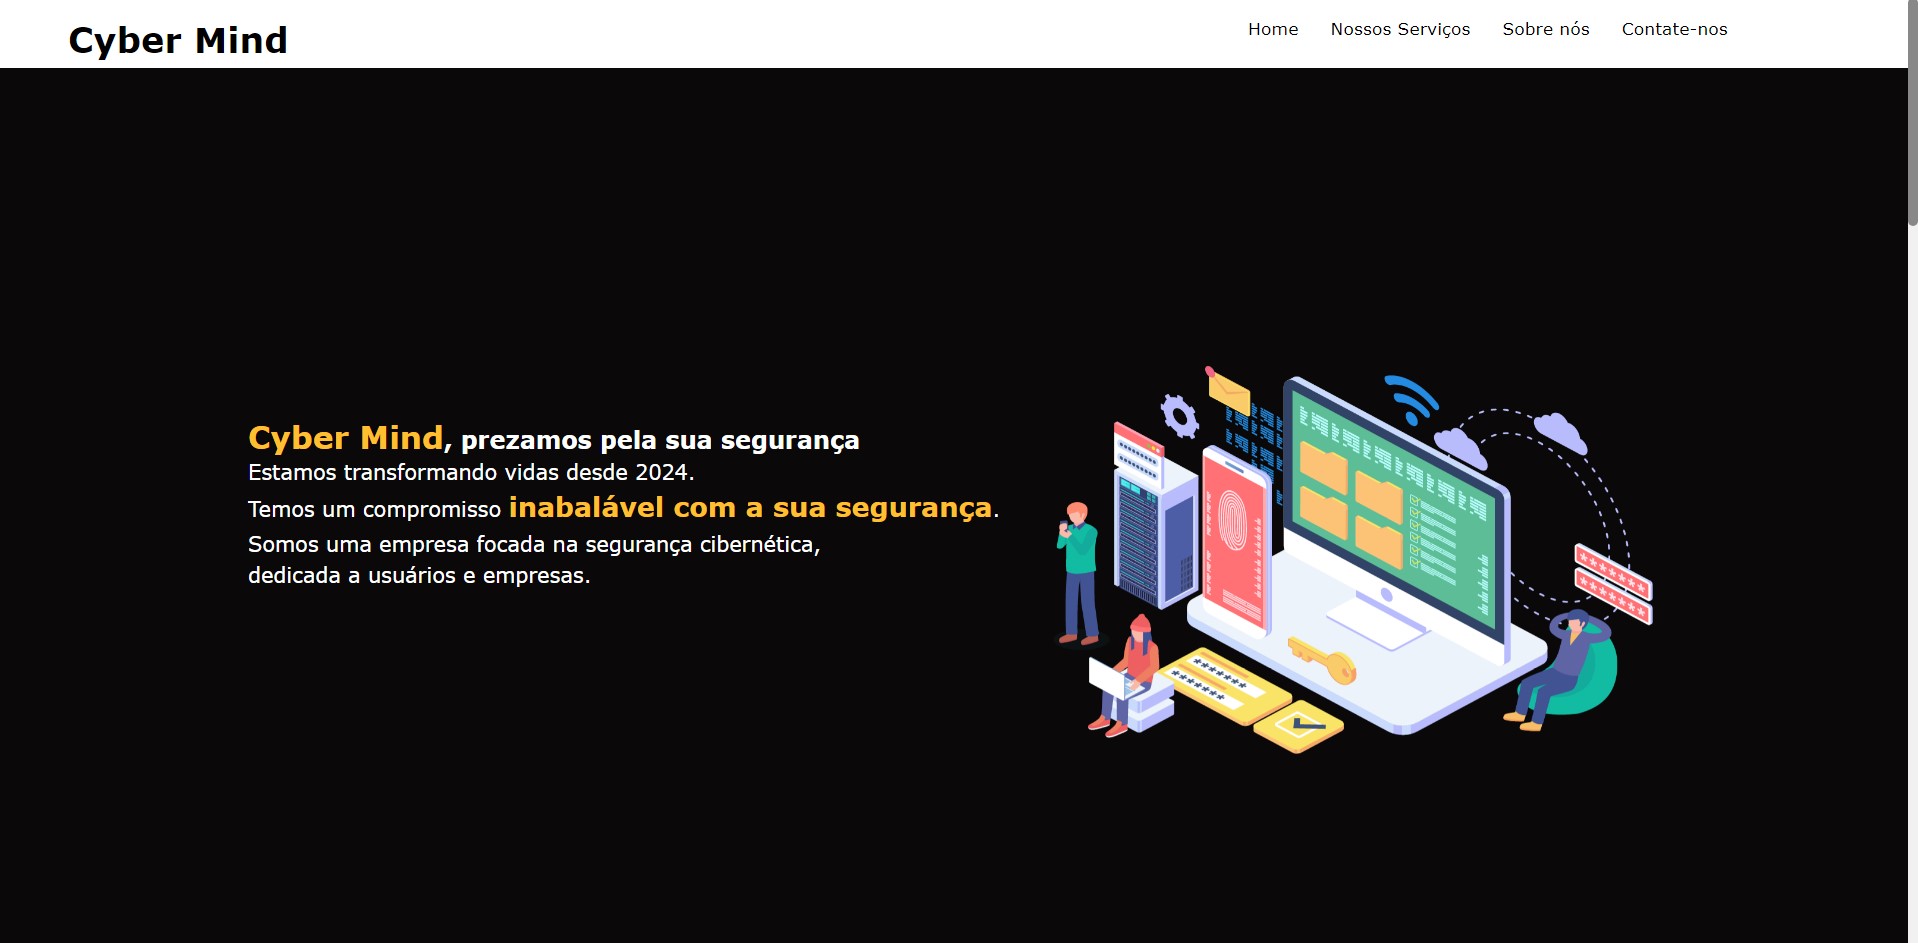 Cyber Mind
Home Nossos Serviços Sobre nós Contate-nos
Cyber Mind, prezamos pela sua segurança
Estamos transformando vidas desde 2024.
Temos um compromisso inabalável com a sua segurança.
Somos uma empresa focada na segurança cibernética,
dedicada a usuários e empresas.